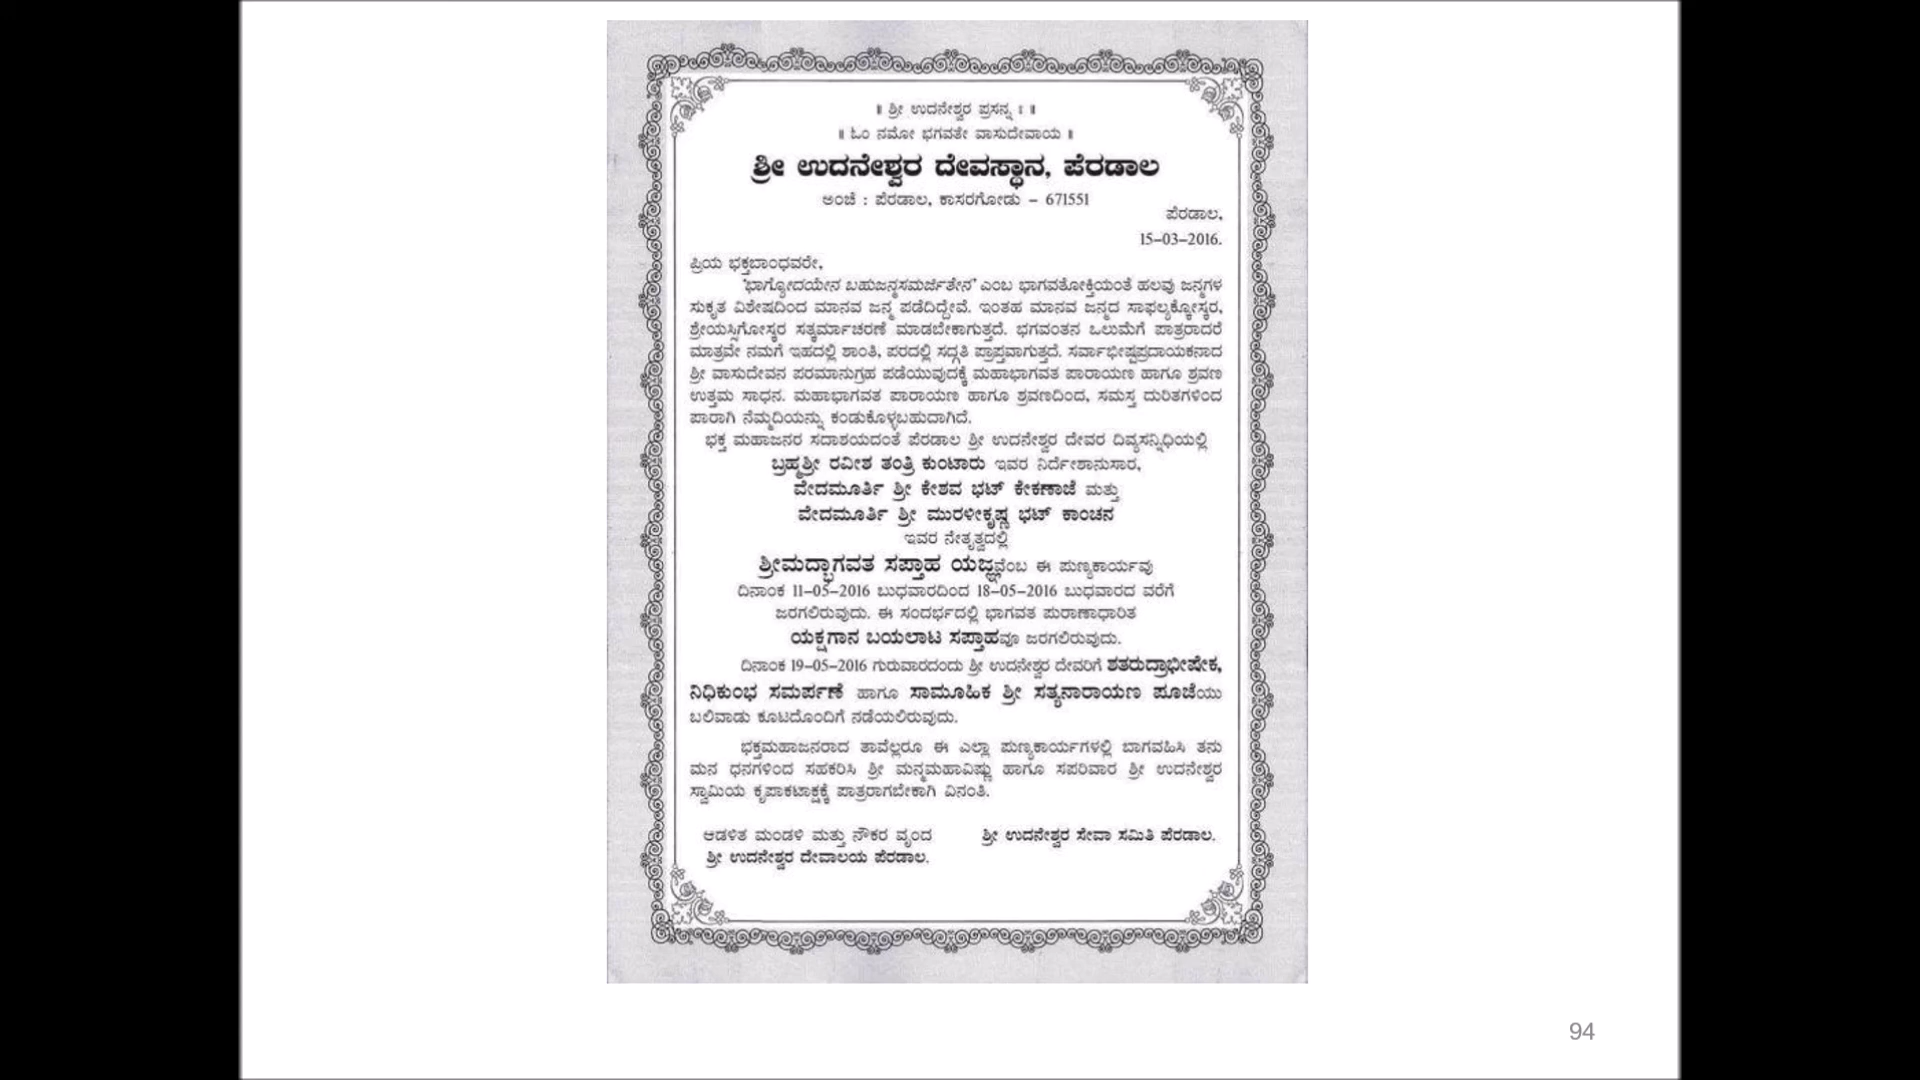 ॥ ಶ್ರೀ ಉದನೇಶ್ವರ ಪ್ರಸನ್ನ ಃ ॥
॥ ಓಂ ನಮೋ ಭಗವತೇ ವಾಸುದೇವಾಯ ॥
ಶ್ರೀ ಉದನೇಶ್ವರ ದೇವಸ್ಥಾನ, ಪೆರಡಾಲ
ಅಂಚೆ : ಪೆರಡಾಲ, ಕಾಸರಗೋಡು – 671551
ಪೆರಡಾಲ,
15–03–2016.
ಪ್ರಿಯ ಭಕ್ತಬಾಂಧವರೇ,
'ಭಾಗ್ಯೋದಯೇನ ಬಹುಜನ್ಮಸಮರ್ಜಿತೇನ' ಎಂಬ ಭಾಗವತೋಕ್ತಿಯಂತೆ ಹಲವು ಜನ್ಮಗಳ
ಸುಕೃತ ವಿಶೇಷದಿಂದ ಮಾನವ ಜನ್ಮ ಪಡೆದಿದ್ದೇವೆ. ಇಂತಹ ಮಾನವ ಜನ್ಮದ ಸಾಫಲ್ಯಕ್ಕೋಸ್ಕರ,
ಶ್ರೇಯಸ್ಸಿಗೋಸ್ಕರ ಸತ್ಕರ್ಮಾಚರಣೆ ಮಾಡಬೇಕಾಗುತ್ತದೆ. ಭಗವಂತನ ಒಲುಮೆಗೆ ಪಾತ್ರರಾದರೆ
ಮಾತ್ರವೇ ನಮಗೆ ಇಹದಲ್ಲಿ ಶಾಂತಿ, ಪರದಲ್ಲಿ ಸದ್ಗತಿ ಪ್ರಾಪ್ತವಾಗುತ್ತದೆ. ಸರ್ವಾಭೀಷ್ಟಪ್ರದಾಯಕನಾದ
ಶ್ರೀ ವಾಸುದೇವನ ಪರಮಾನುಗ್ರಹ ಪಡೆಯುವುದಕ್ಕೆ ಮಹಾಭಾಗವತ ಪಾರಾಯಣ ಹಾಗೂ ಶ್ರವಣ
ಉತ್ತಮ ಸಾಧನ. ಮಹಾಭಾಗವತ ಪಾರಾಯಣ ಹಾಗೂ ಶ್ರವಣದಿಂದ, ಸಮಸ್ತ ದುರಿತಗಳಿಂದ
ಪಾರಾಗಿ ನೆಮ್ಮದಿಯನ್ನು ಕಂಡುಕೊಳ್ಳಬಹುದಾಗಿದೆ.
ಭಕ್ತ ಮಹಾಜನರ ಸದಾಶಯದಂತೆ ಪೆರಡಾಲ ಶ್ರೀ ಉದನೇಶ್ವರ ದೇವರ ದಿವ್ಯಸನ್ನಿಧಿಯಲ್ಲಿ
ಬ್ರಹ್ಮಶ್ರೀ ರವೀಶ ತಂತ್ರಿ ಕುಂಟಾರು ಇವರ ನಿರ್ದೇಶಾನುಸಾರ,
ವೇದಮೂರ್ತಿ ಶ್ರೀ ಕೇಶವ ಭಟ್ ಕೇಕಣಾಜೆ ಮತ್ತು
ವೇದಮೂರ್ತಿ ಶ್ರೀ ಮುರಳೀಕೃಷ್ಣ ಭಟ್ ಕಾಂಚನ
ಇವರ ನೇತೃತ್ವದಲ್ಲಿ
ಶ್ರೀಮದ್ಭಾಗವತ ಸಪ್ತಾಹ ಯಜ್ಞವೆಂಬ ಈ ಪುಣ್ಯಕಾರ್ಯವು
ದಿನಾಂಕ 11–05–2016 ಬುಧವಾರದಿಂದ 18–05–2016 ಬುಧವಾರದ ವರೆಗೆ
ಜರಗಲಿರುವುದು. ಈ ಸಂದರ್ಭದಲ್ಲಿ ಭಾಗವತ ಪುರಾಣಾಧಾರಿತ
ಯಕ್ಷಗಾನ ಬಯಲಾಟ ಸಪ್ತಾಹವೂ ಜರಗಲಿರುವುದು.
ದಿನಾಂಕ 19–05–2016 ಗುರುವಾರದಂದು ಶ್ರೀ ಉದನೇಶ್ವರ ದೇವರಿಗೆ ಶತರುದ್ರಾಭೀಷೇಕ,
ನಿಧಿಕುಂಭ ಸಮರ್ಪಣೆ ಹಾಗೂ ಸಾಮೂಹಿಕ ಶ್ರೀ ಸತ್ಯನಾರಾಯಣ ಪೂಜೆಯು
ಬಲಿವಾಡು ಕೂಟದೊಂದಿಗೆ ನಡೆಯಲಿರುವುದು.
ಭಕ್ತಮಹಾಜನರಾದ ತಾವೆಲ್ಲರೂ ಈ ಎಲ್ಲಾ ಪುಣ್ಯಕಾರ್ಯಗಳಲ್ಲಿ ಬಾಗವಹಿಸಿ ತನು
ಮನ ಧನಗಳಿಂದ ಸಹಕರಿಸಿ ಶ್ರೀ ಮನ್ಮಮಹಾವಿಷ್ಣು ಹಾಗೂ ಸಪರಿವಾರ ಶ್ರೀ ಉದನೇಶ್ವರ
ಸ್ವಾಮಿಯ ಕೃಪಾಕಟಾಕ್ಷಕ್ಕೆ ಪಾತ್ರರಾಗಬೇಕಾಗಿ ವಿನಂತಿ.
ಆಡಳಿತ ಮಂಡಳಿ ಮತ್ತು ನೌಕರ ವೃಂದ
ಶ್ರೀ ಉದನೇಶ್ವರ ದೇವಾಲಯ ಪೆರಡಾಲ.
ಶ್ರೀ ಉದನೇಶ್ವರ ಸೇವಾ ಸಮಿತಿ ಪೆರಡಾಲ.
94